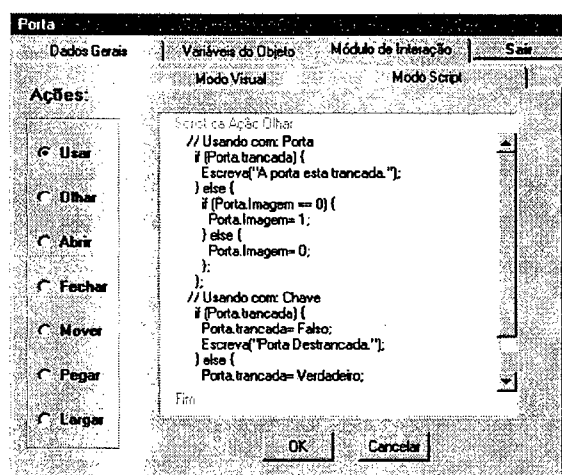 Porta
Dados Gerais
Variáveis do Objeto
Módulo de Interação
Sair
Modo Visual
Modo Script
Ações:
Usar
Olhar
Abrir
Fechar
Mover
Pegar
Largar
Script da Ação Olhar
// Usando com: Porta
if (Porta.trancada) {
Escreva("A porta esta trancada.");
} else {
if (Porta.Imagem == 0) {
Porta.Imagem= 1;
} else {
Porta.Imagem= 0;
};
};
// Usando com: Chave
if (Porta.trancada) {
Porta.trancada= Falso;
Escreva("Porta Destrancada.");
} else {
Porta.trancada= Verdadeiro;
Fim
OK
Cancelar